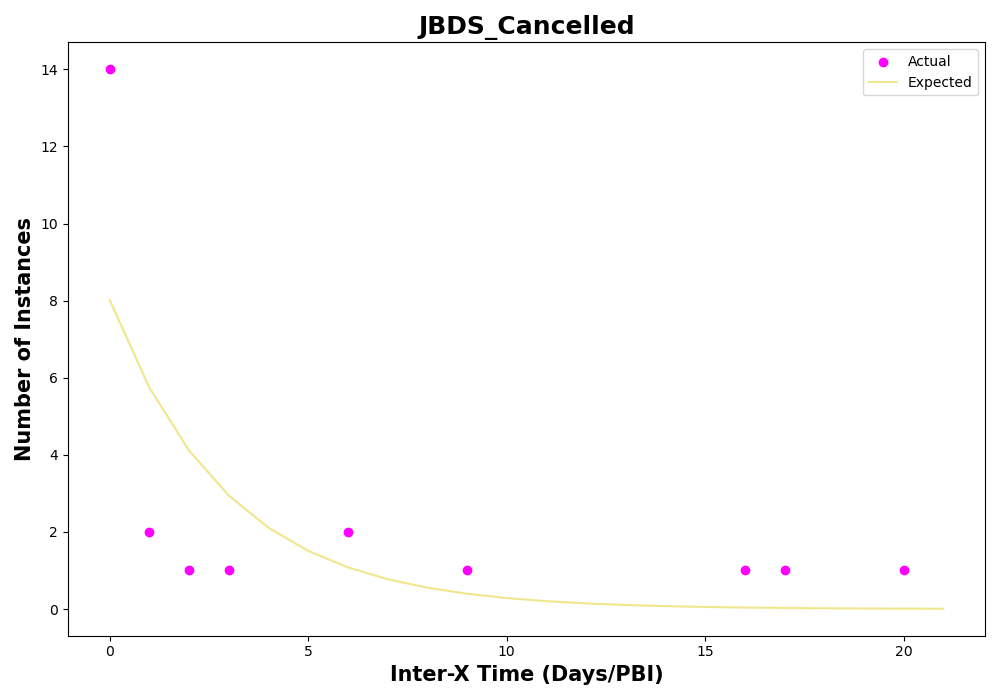 JBDS_Cancelled
Actual
Expected
14
12
10
8
6
4
2
0
Number of Instances
0 5 10 15 20
Inter-X Time (Days/PBI)